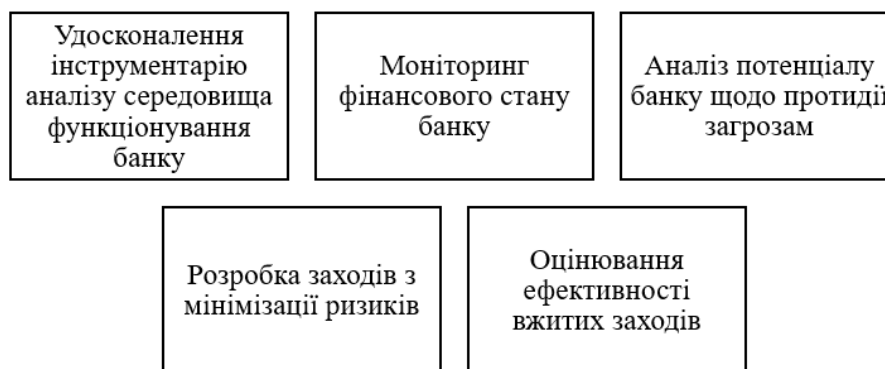 Удосконалення
інструментарію
аналізу середовища
функціонування
банку
Моніторинг
фінансового стану
банку
Аналіз потенціалу
банку щодо протидії
загрозам
Розробка заходів з
мінімізації ризиків
Оцінювання
ефективності
вжитих заходів